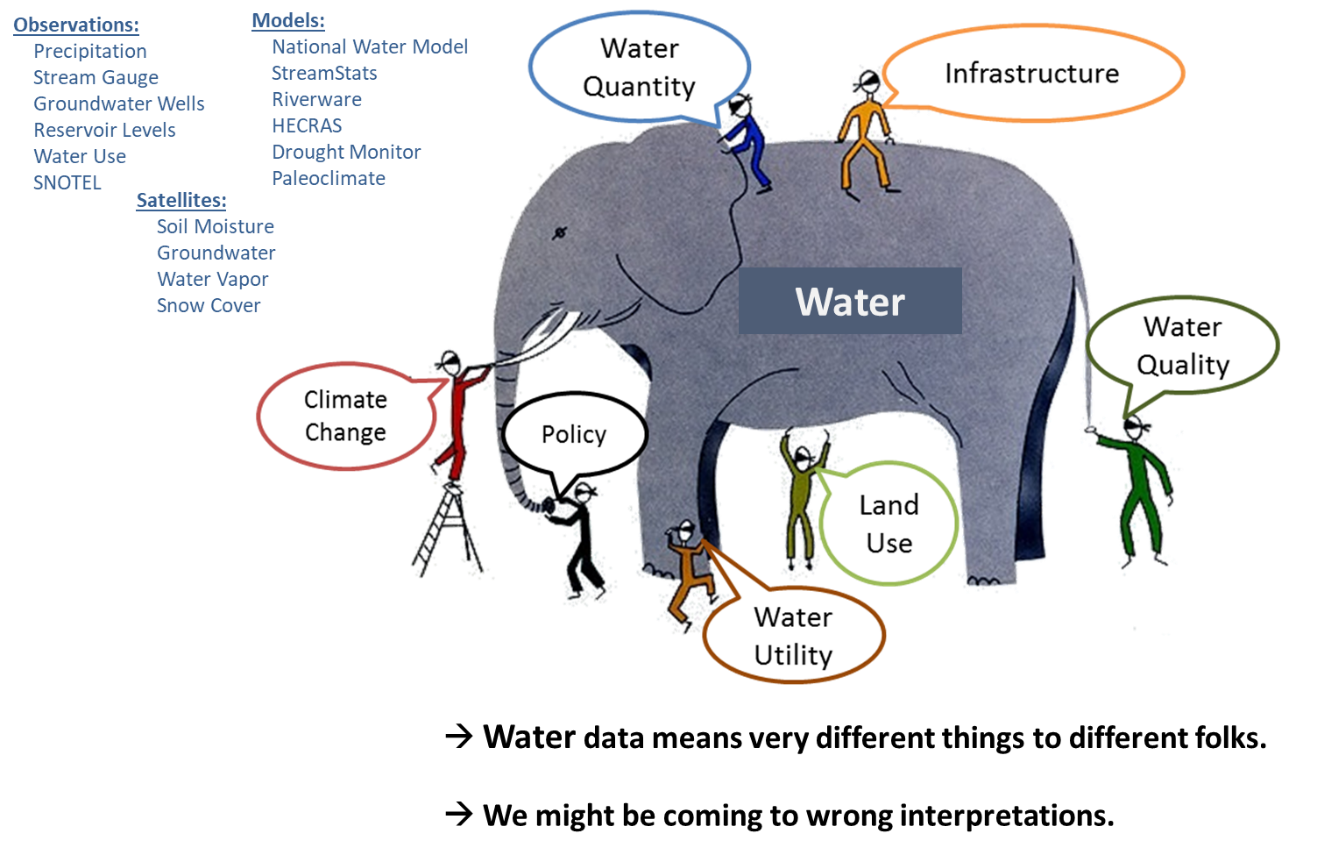 Observations:
Precipitation
Stream Gauge
Groundwater Wells
Reservoir Levels
Water Use
SNOTEL
Models:
National Water Model
StreamStats
Riverware
HECRAS
Drought Monitor
Paleoclimate
Satellites:
Soil Moisture
Groundwater
Water Vapor
Snow Cover
Water
Quantity
Infrastructure
Water
Water
Quality
Climate
Change
Policy
Land
Use
Water
Utility
→ Water data means very different things to different folks.
→ We might be coming to wrong interpretations.